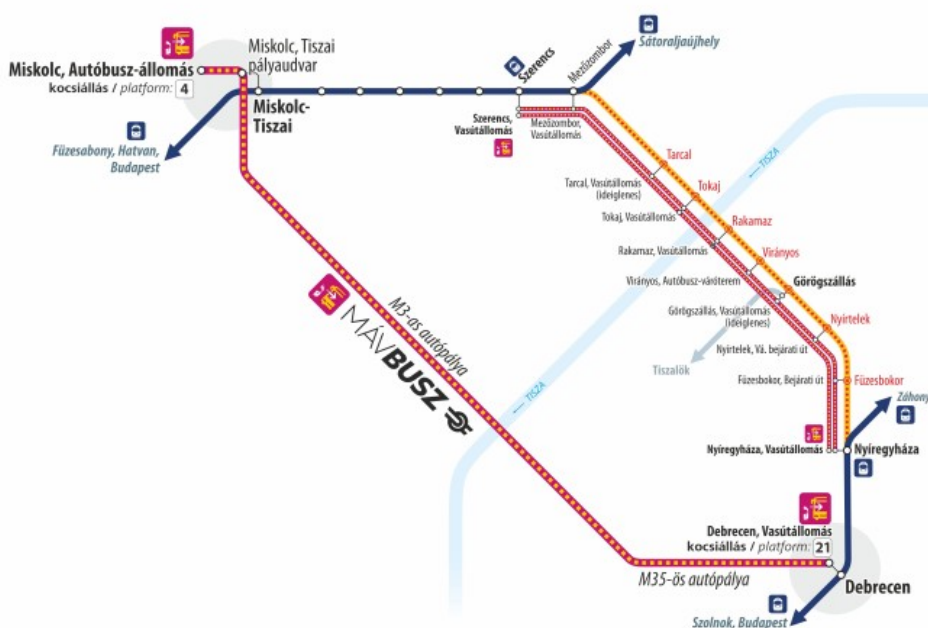 Sátoraljaújhely
Miskolc, Tiszai
pályaudvar
Miskolc, Autóbusz-állomás
kocsiállás / platform: 4
Szerencs
Mezőzombor
Miskolc-
Tiszai
Szerencs,
Vasútállomás
Mezőzombor,
Vasútállomás
Füzesabony, Hatvan,
Budapest
← TISZA
Tarcal
Tarcal, Vasútállomás
(ideiglenes)
Tokaj
Tokaj, Vasútállomás
Rakamaz
Rakamaz, Vasútállomás
Virányos
Virányos, Autóbusz-váróterem
Görögszállás
Görögszállás, Vasútállomás
(ideiglenes)
Nyírtelek
Nyírtelek, Vá. bejárati út
Tiszalök
Füzesbokor, Bejárati út
Füzesbokor
M3-as autópálya
MÁVBUSZ
← TISZA
Záhony
Nyíregyháza, Vasútállomás
Nyíregyháza
Debrecen, Vasútállomás
kocsiállás / platform: 21
M35-ös autópálya
Debrecen
Szolnok, Budapest